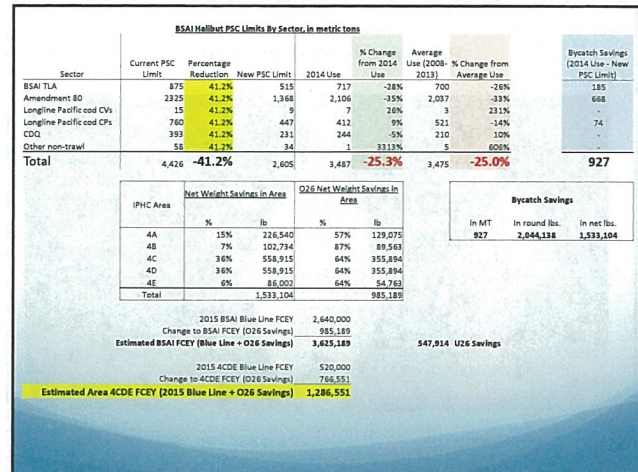 BSAI Halibut PSC Limits By Sector, in metric tons
Sector Current PSC Limit Percentage Reduction New PSC Limit 2014 Use % Change from 2014 Use Average Use (2008-2013) % Change from Average Use Bycatch Savings (2014 Use - New PSC Limit)
BSAI TLA 875 41.2% 515 717 -28% 700 -26% 185
Amendment 80 2325 41.2% 1,368 2,106 -35% 2,037 -33% 668
Longline Pacific cod CVs 15 41.2% 9 7 26% 3 231% -
Longline Pacific cod CPs 760 41.2% 447 412 9% 521 -14% 74
CDQ 393 41.2% 231 244 -5% 210 10% -
Other non-trawl 58 41.2% 34 1 3313% 5 606% -
Total 4,426 -41.2% 2,605 3,487 -25.3% 3,475 -25.0% 927
IPHC Area Net Weight Savings in Area O26 Net Weight Savings in Area
% lb % lb
4A 15% 226,540 57% 129,075
4B 7% 102,734 87% 89,563
4C 36% 558,915 64% 355,894
4D 36% 558,915 64% 355,894
4E 6% 86,002 64% 54,763
Total 1,533,104 985,189
Bycatch Savings
In MT In round lbs. In net lbs.
927 2,044,138 1,533,104
2015 BSAI Blue Line FCEY 2,640,000
Change to BSAI FCEY (O26 Savings) 985,189
Estimated BSAI FCEY (Blue Line + O26 Savings) 3,625,189 547,914 U26 Savings
2015 4CDE Blue Line FCEY 520,000
Change to 4CDE FCEY (O26 Savings) 766,551
Estimated Area 4CDE FCEY (2015 Blue Line + O26 Savings) 1,286,551